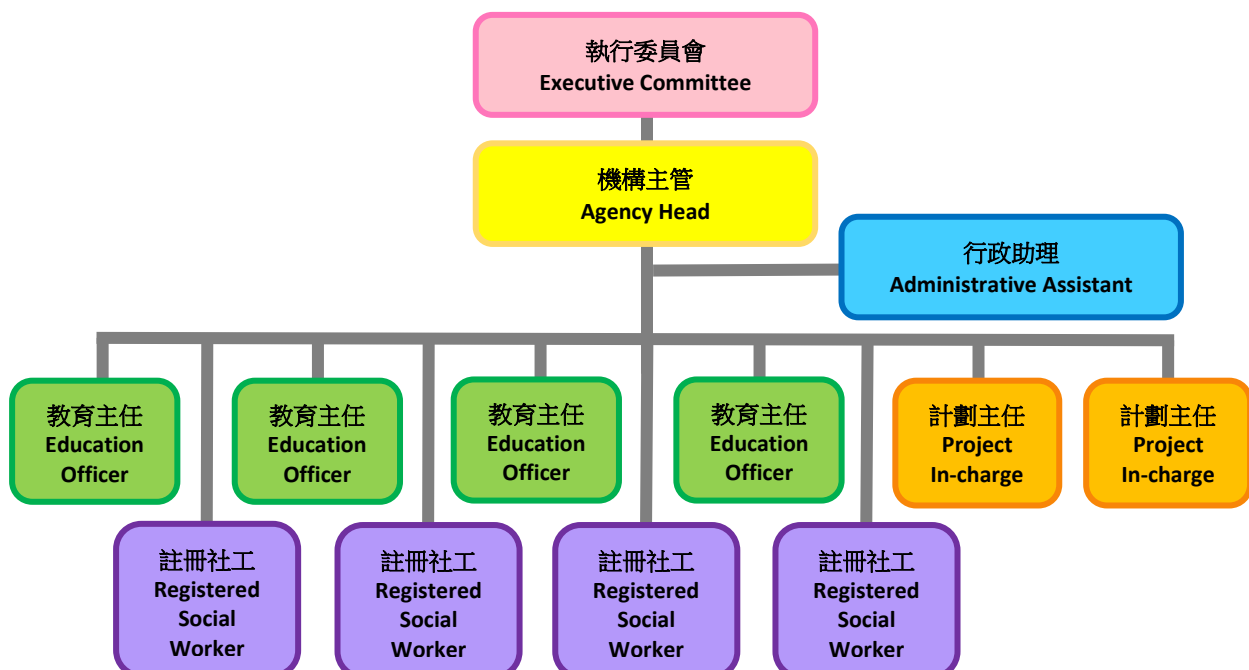 執行委員會
Executive Committee
機構主管
Agency Head
行政助理
Administrative Assistant
教育主任
Education
Officer
教育主任
Education
Officer
教育主任
Education
Officer
教育主任
Education
Officer
計劃主任
Project
In-charge
計劃主任
Project
In-charge
註冊社工
Registered
Social
Worker
註冊社工
Registered
Social
Worker
註冊社工
Registered
Social
Worker
註冊社工
Registered
Social
Worker